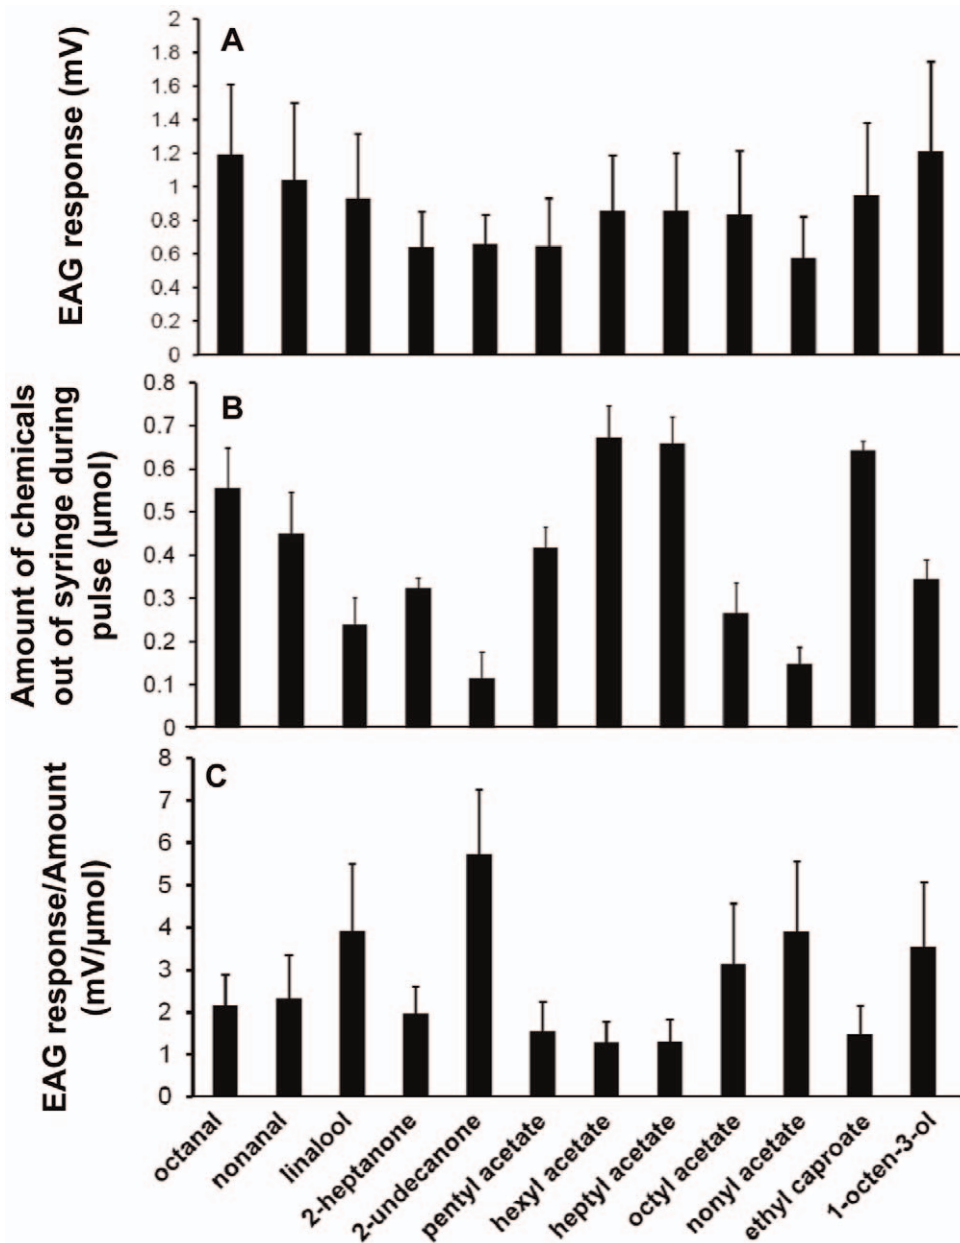 A
EAG response (mV)
2
1.8
1.6
1.4
1.2
1
0.8
0.6
0.4
0.2
0
B
Amount of chemicals
out of syringe during
pulse (µmol)
0.8
0.7
0.6
0.5
0.4
0.3
0.2
0.1
0
C
EAG response/Amount
(mV/µmol)
8
7
6
5
4
3
2
1
0
octanal
nonanal
linalool
2-heptanone
2-undecanone
pentyl acetate
hexyl acetate
heptyl acetate
octyl acetate
nonyl acetate
ethyl caproate
1-octen-3-ol